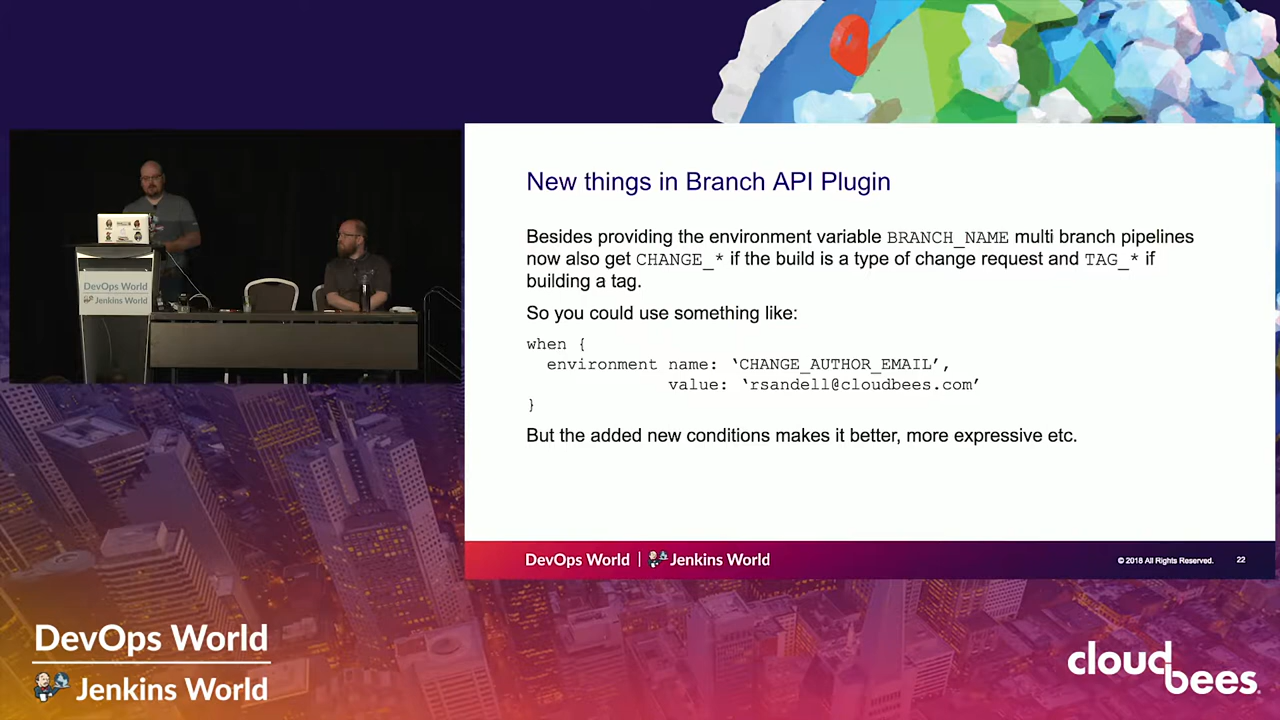 New things in Branch API Plugin
Besides providing the environment variable BRANCH_NAME multi branch pipelines
now also get CHANGE_* if the build is a type of change request and TAG_* if
building a tag.
So you could use something like:
when {
environment name: ‘CHANGE_AUTHOR_EMAIL’,
value: ‘rsandell@cloudbees.com’
}
But the added new conditions makes it better, more expressive etc.
DevOps World | Jenkins World
© 2018 All Rights Reserved. 22
DevOps World
Jenkins World
DevOps World
Jenkins World
cloud
bees.